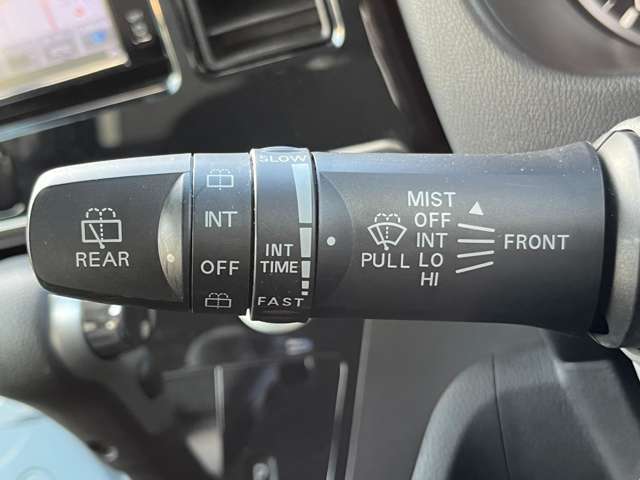 REAR
INT
OFF
SLOW
INT
TIME
FAST
PULL
MIST
OFF
INT
LO
HI
FRONT